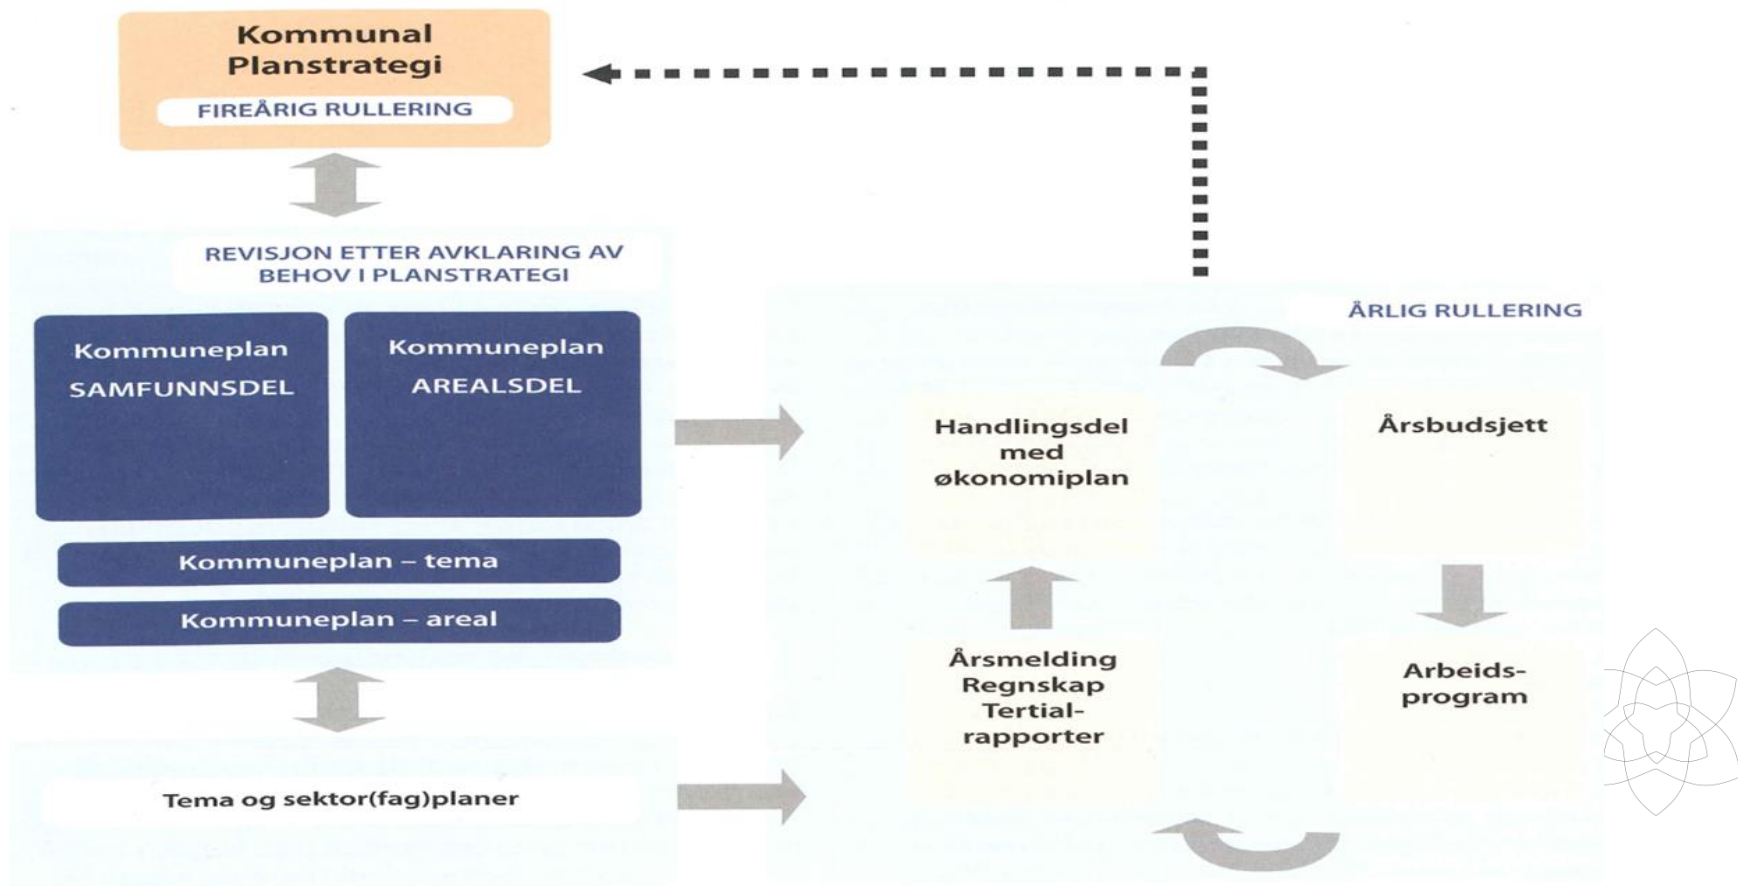 Kommunal
Planstrategi
FIREÅRIG RULLERING
REVISJON ETTER AVKLARING AV
BEHOV I PLANSTRATEGI
Kommuneplan
SAMFUNNSDEL
Kommuneplan
AREALSDEL
Kommuneplan – tema
Kommuneplan – areal
Tema og sektor(fag)planer
ÅRLIG RULLERING
Handlingsdel
med
økonomiplan
Årsbudsjett
Årsmelding
Regnskap
Tertial-
rapporter
Arbeids-
program